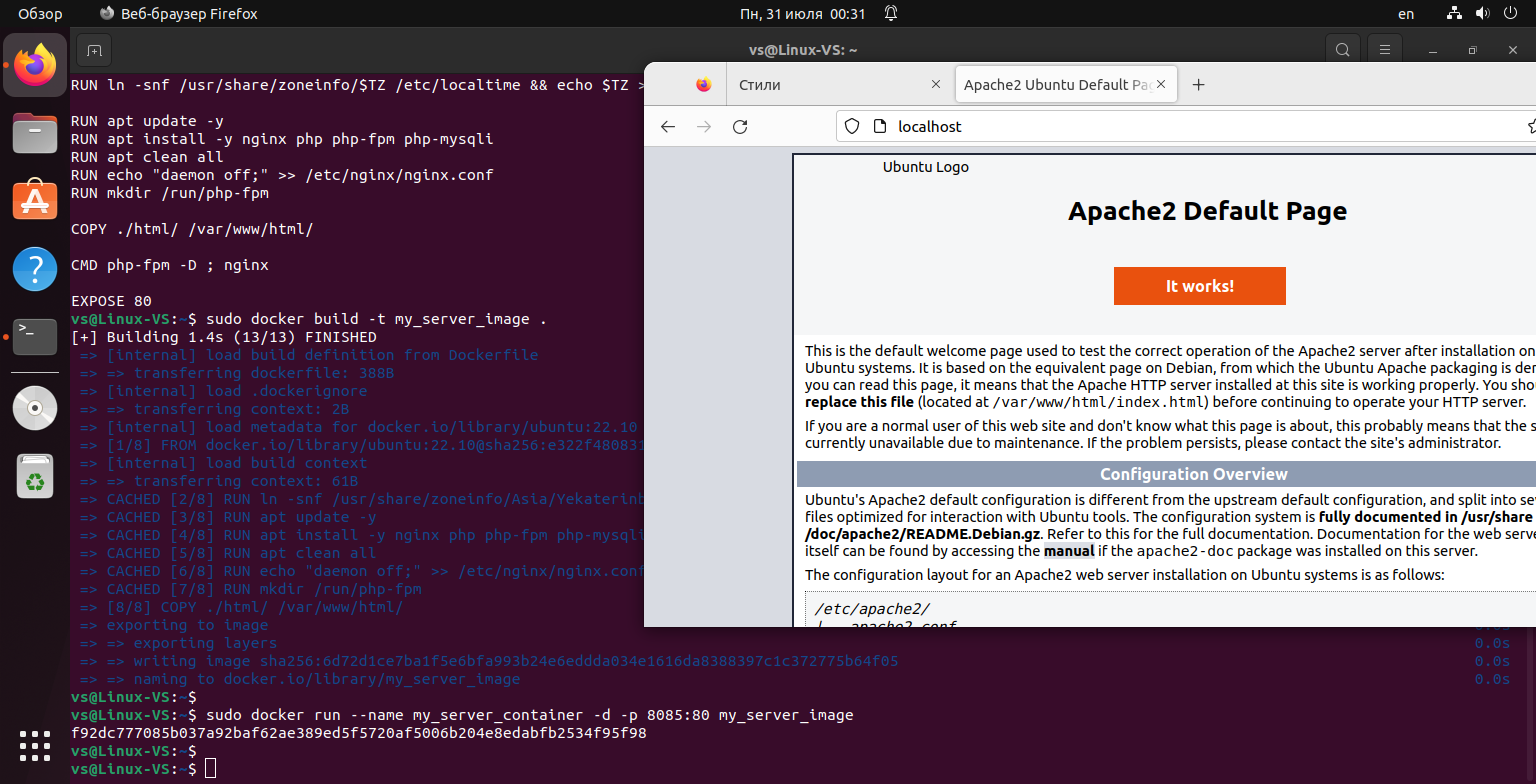 Обзор
Веб-браузер Firefox
Пн, 31 июля 00:31
en
vs@Linux-VS: ~
RUN ln -snf /usr/share/zoneinfo/$TZ /etc/localtime && echo $TZ >
RUN apt update -y
RUN apt install -y nginx php php-fpm php-mysqli
RUN apt clean all
RUN echo "daemon off;" >> /etc/nginx/nginx.conf
RUN mkdir /run/php-fpm
COPY ./html/ /var/www/html/
CMD php-fpm -D ; nginx
EXPOSE 80
vs@Linux-VS:~$ sudo docker build -t my_server_image .
[+] Building 1.4s (13/13) FINISHED
=> [internal] load build definition from Dockerfile
=> => transferring dockerfile: 388B
=> [internal] load .dockerignore
=> => transferring context: 2B
=> [internal] load metadata for docker.io/library/ubuntu:22.10
=> [1/8] FROM docker.io/library/ubuntu:22.10@sha256:e322f480831
=> [internal] load build context
=> => transferring context: 61B
=> CACHED [2/8] RUN ln -snf /usr/share/zoneinfo/Asia/Yekaterinb
=> CACHED [3/8] RUN apt update -y
=> CACHED [4/8] RUN apt install -y nginx php php-fpm php-mysqli
=> CACHED [5/8] RUN apt clean all
=> CACHED [6/8] RUN echo "daemon off;" >> /etc/nginx/nginx.conf
=> CACHED [7/8] RUN mkdir /run/php-fpm
=> [8/8] COPY ./html/ /var/www/html/
=> exporting to image 0.0s
=> => exporting layers 0.0s
=> => writing image sha256:6d72d1ce7ba1f5e6bfa993b24e6eddda034e1616da8388397c1c372775b64f05 0.0s
=> => naming to docker.io/library/my_server_image 0.0s
vs@Linux-VS:~$
vs@Linux-VS:~$ sudo docker run --name my_server_container -d -p 8085:80 my_server_image
f92dc777085b037a92baf62ae389ed5f5720af5006b204e8edabfb2534f95f98
vs@Linux-VS:~$
vs@Linux-VS:~$
Стили
Apache2 Ubuntu Default Pag
localhost
Ubuntu Logo
Apache2 Default Page
It works!
This is the default welcome page used to test the correct operation of the Apache2 server after installation on
Ubuntu systems. It is based on the equivalent page on Debian, from which the Ubuntu Apache packaging is der
you can read this page, it means that the Apache HTTP server installed at this site is working properly. You shou
replace this file (located at /var/www/html/index.html) before continuing to operate your HTTP server.
If you are a normal user of this web site and don't know what this page is about, this probably means that the s
currently unavailable due to maintenance. If the problem persists, please contact the site's administrator.
Configuration Overview
Ubuntu's Apache2 default configuration is different from the upstream default configuration, and split into sev
files optimized for interaction with Ubuntu tools. The configuration system is fully documented in /usr/share
/doc/apache2/README.Debian.gz. Refer to this for the full documentation. Documentation for the web serve
itself can be found by accessing the manual if the apache2-doc package was installed on this server.
The configuration layout for an Apache2 web server installation on Ubuntu systems is as follows:
/etc/apache2/
|-- apache2.conf